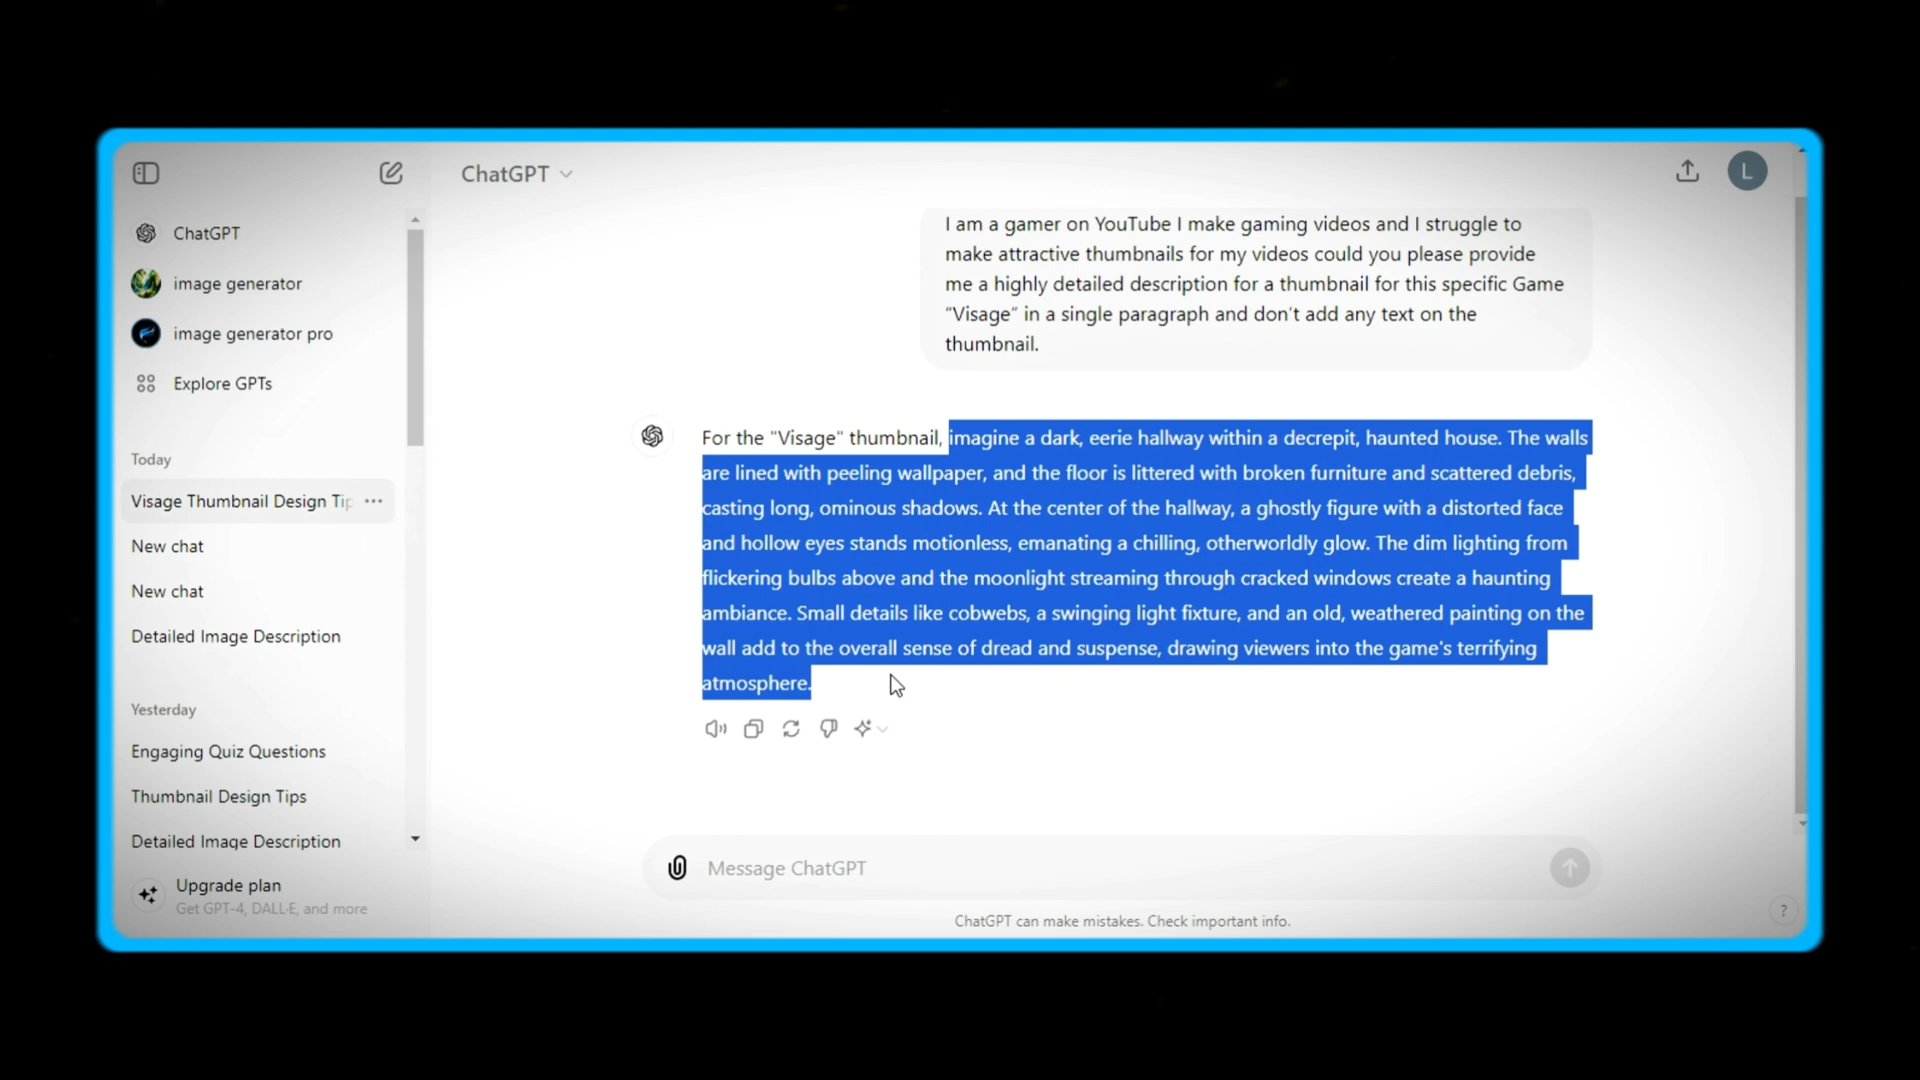 ChatGPT
image generator
image generator pro
Explore GPTs
Today
Visage Thumbnail Design Tip
New chat
New chat
Detailed Image Description
Yesterday
Engaging Quiz Questions
Thumbnail Design Tips
Detailed Image Description
Upgrade plan
Get GPT-4, DALL·E, and more
ChatGPT
L
I am a gamer on YouTube I make gaming videos and I struggle to
make attractive thumbnails for my videos could you please provide
me a highly detailed description for a thumbnail for this specific Game
"Visage" in a single paragraph and don't add any text on the
thumbnail.
For the "Visage" thumbnail, imagine a dark, eerie hallway within a decrepit, haunted house. The walls
are lined with peeling wallpaper, and the floor is littered with broken furniture and scattered debris,
casting long, ominous shadows. At the center of the hallway, a ghostly figure with a distorted face
and hollow eyes stands motionless, emanating a chilling, otherworldly glow. The dim lighting from
flickering bulbs above and the moonlight streaming through cracked windows create a haunting
ambiance. Small details like cobwebs, a swinging light fixture, and an old, weathered painting on the
wall add to the overall sense of dread and suspense, drawing viewers into the game's terrifying
atmosphere.
Message ChatGPT
ChatGPT can make mistakes. Check important info.
?